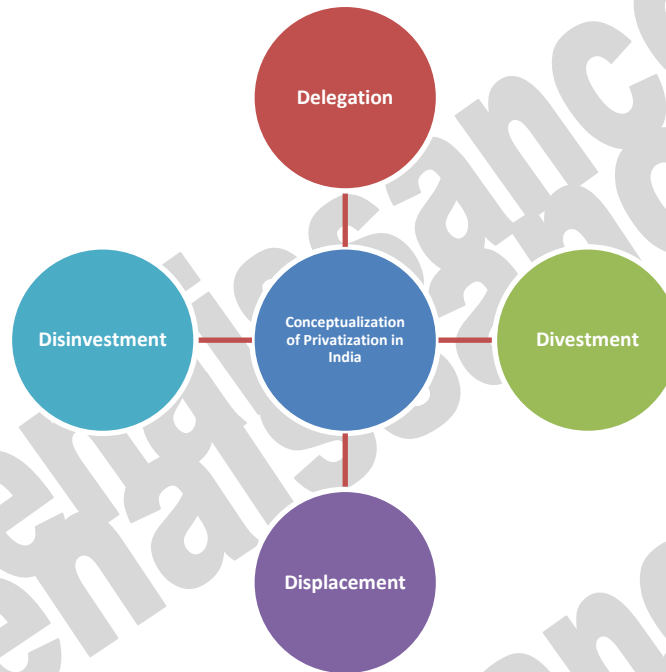 Delegation
Disinvestment
Conceptualization
of Privatization in
India
Divestment
Displacement